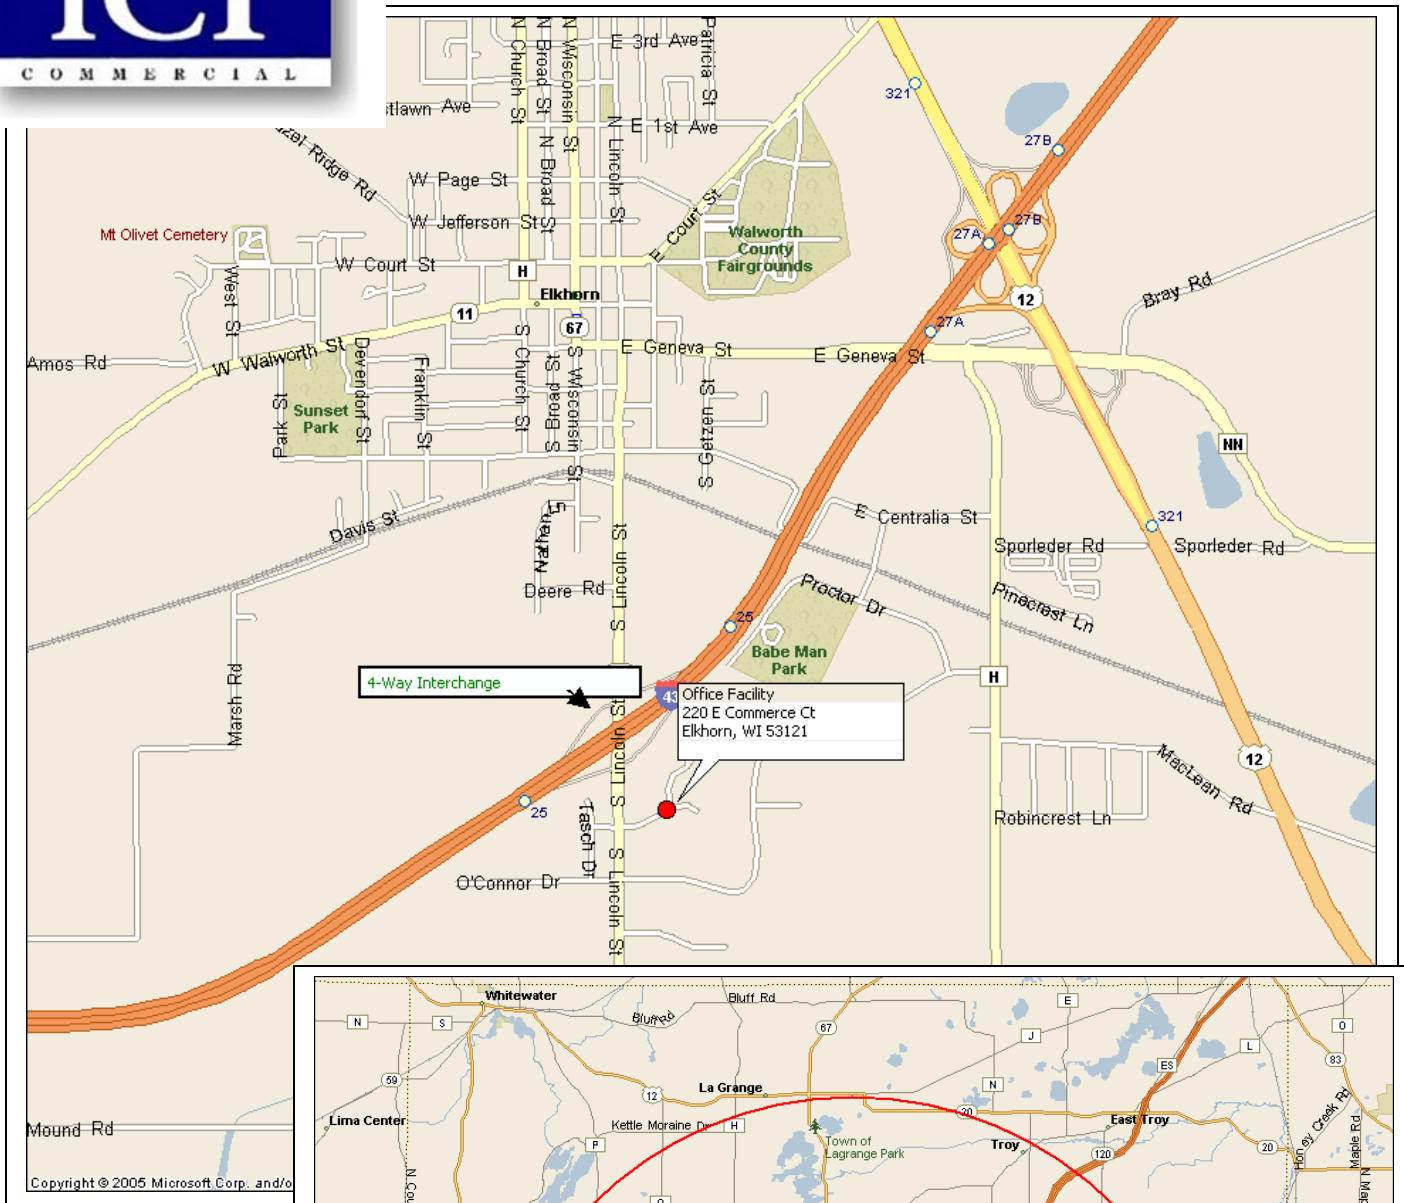 COMMERCIAL
N Church St
N Broad St
N Wisconsin St
E 3rd Ave
Patricia St
321
27B
E 1st Ave
N Lincoln St
N Broad St
Ridge Rd
W Page St
W Jefferson St
E Court St
Mt Olivet Cemetery
W Court St
H
Walworth
County
Fairgrounds
27A
27B
12
Bray Rd
West St
Elkhorn
11
67
27A
Amos Rd
W Walworth St
E Geneva St
E Geneva St
Devendorf St
Franklin St
S Church St
S Broad St
S Wisconsin St
S Getzen St
Park St
Sunset
Park
NN
Davis St
Nathan Ln
S Lincoln St
E Centralia St
321
Sporleder Rd
Sporleder Rd
Deere Rd
Proctor Dr
Pinecrest Ln
25
Babe Man
Park
Marsh Rd
H
4-Way Interchange
43
Office Facility
220 E Commerce Ct
Elkhorn, WI 53121
S Lincoln St
12
MacLean Rd
25
Tasch Dr
Robincrest Ln
O'Connor Dr
S Lincoln St
Whitewater
Bluff Rd
E
N
S
Bluff Rd
67
J
O
L
83
ES
59
La Grange
N
12
20
Honey Creek Rd
Maple Rd
Lima Center
Kettle Moraine Dr
H
East Troy
Mound Rd
P
Town of
Lagrange Park
Troy
120
20
Copyright © 2005 Microsoft Corp. and/o